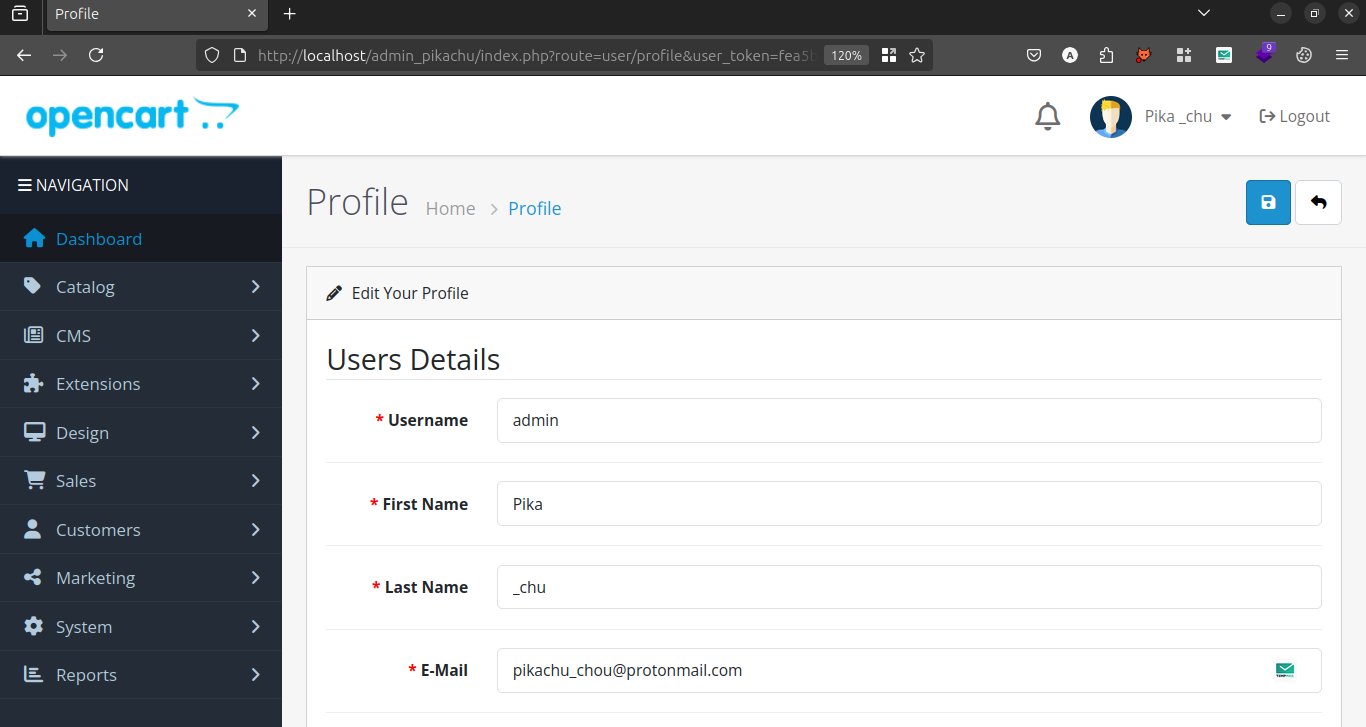 Profile
http://localhost/admin_pikachu/index.php?route=user/profile&user_token=fea5
120%
A
9
opencart
Pika _chu
Logout
NAVIGATION
Dashboard
Catalog
CMS
Extensions
Design
Sales
Customers
Marketing
System
Reports
Profile
Home > Profile
Edit Your Profile
Users Details
* Username
admin
* First Name
Pika
* Last Name
_chu
* E-Mail
pikachu_chou@protonmail.com